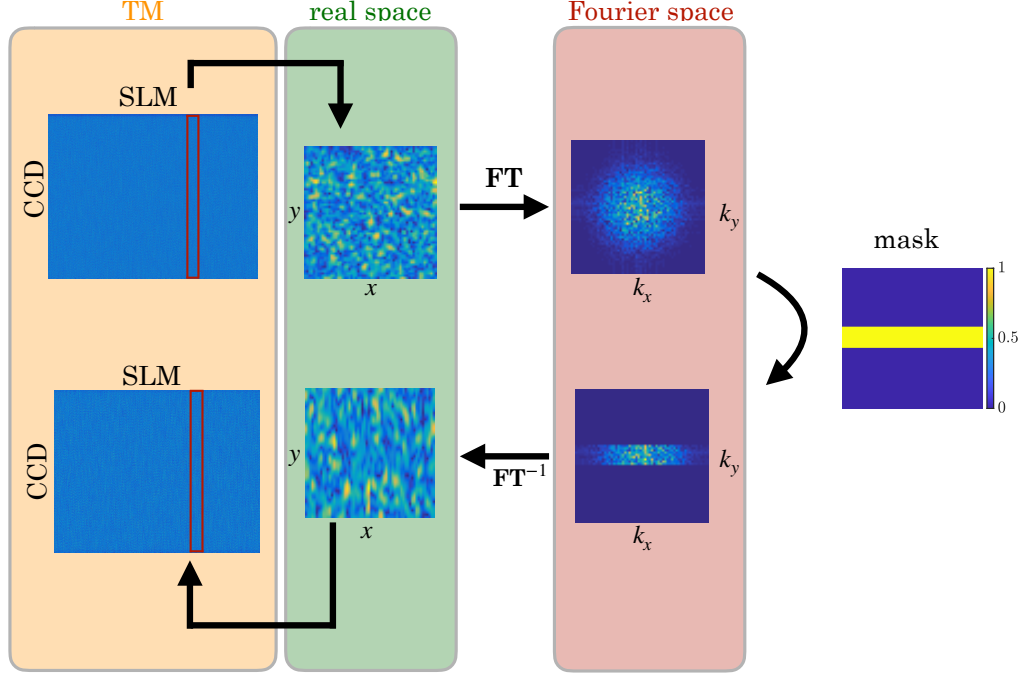 TM
real space
Fourier space
SLM
CCD
y
x
FT
k_y
k_x
mask
1
0.5
0
SLM
CCD
y
x
FT⁻¹
k_y
k_x